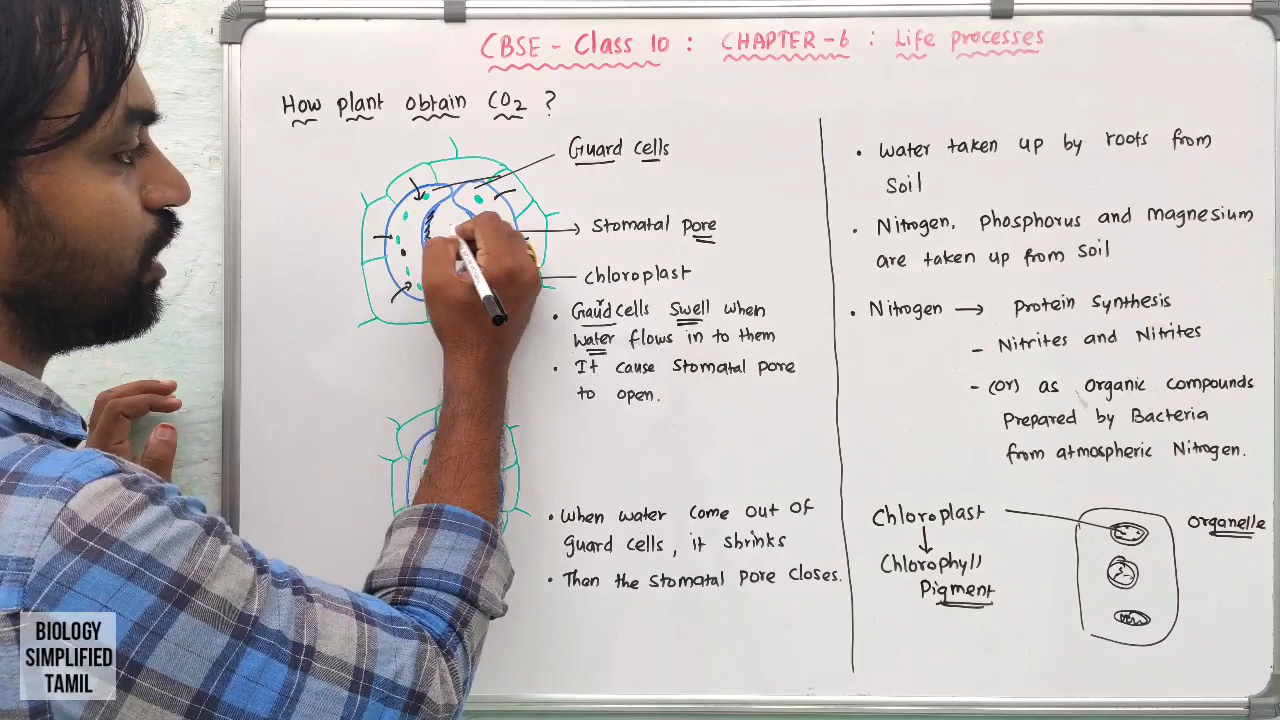 CBSE - Class 10 : CHAPTER - 6 : Life processes
How plant obtain CO2 ?
Guard cells
Stomatal pore
chloroplast
• Gaurd cells swell when
water flows in to them
• It cause stomatal pore
to open.
• When water come out of
guard cells, it shrinks
• Then the stomatal pore closes.
• Water taken up by roots from
soil
• Nitrogen, phosphorus and magnesium
are taken up from soil
• Nitrogen → Protein synthesis
- Nitrites and Nitrites
- (or) as organic compounds
prepared by Bacteria
from atmospheric Nitrogen.
Chloroplast
↓
Chlorophyll
Pigment
organelle
BIOLOGY
SIMPLIFIED
TAMIL